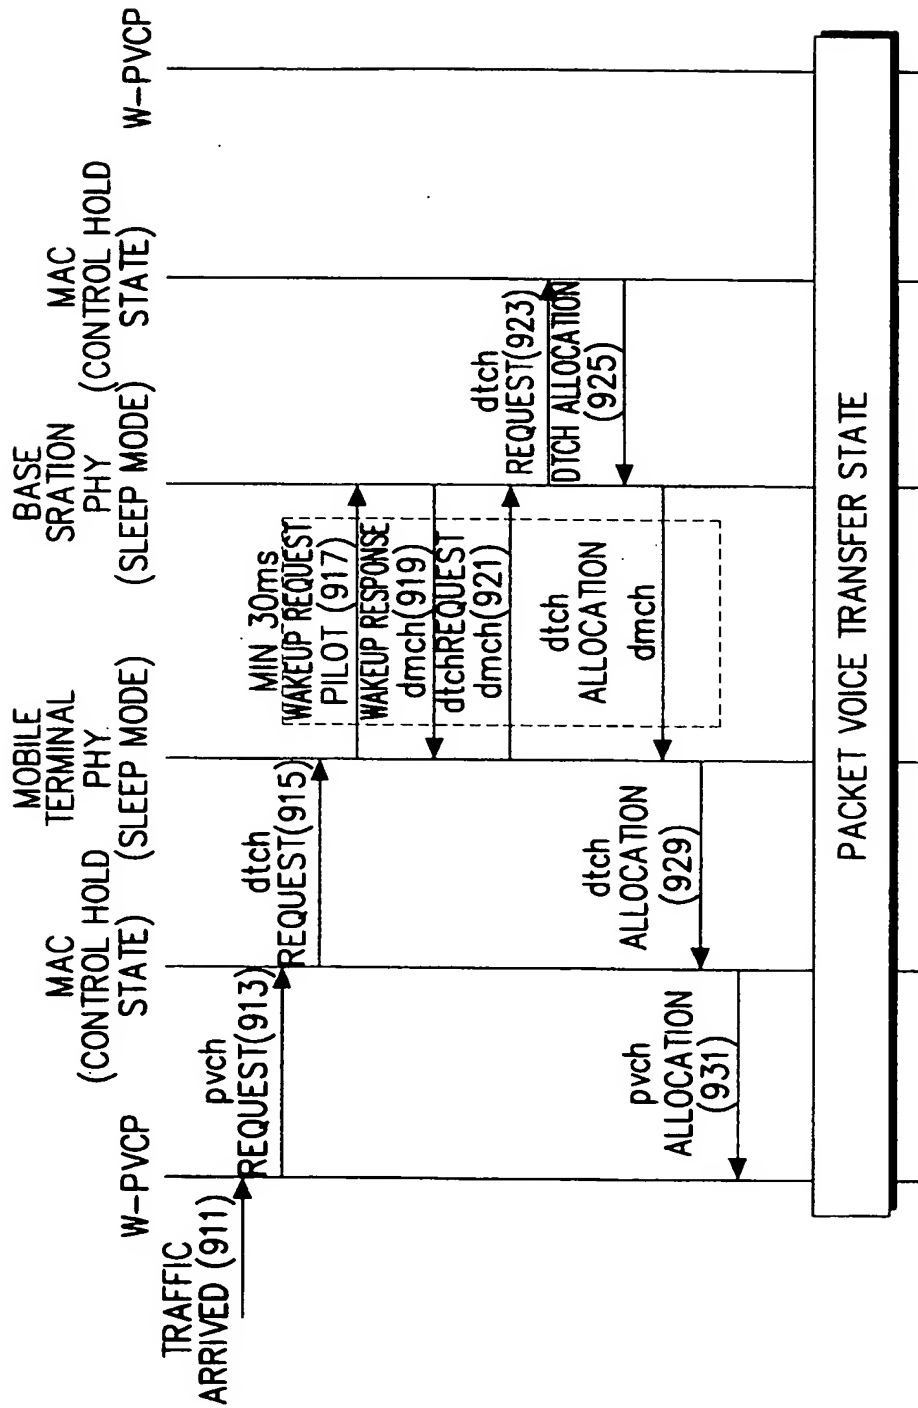 W-PVCP
MAC
(CONTROL HOLD
STATE)
MOBILE
TERMINAL
PHY.
(SLEEP MODE)
BASE
SRATION
PHY
(SLEEP MODE)
MAC
(CONTROL HOLD
STATE)
W-PVCP
TRAFFIC
ARRIVED (911)
pvch
REQUEST(913)
dtch
REQUEST(915)
MIN 30ms
WAKEUP REQUEST
PILOT (917)
WAKEUP RESPONSE
dmch(919)
dtchREQUEST
dmch(921)
dtch
REQUEST(923)
DTCH ALLOCATION
(925)
dtch
ALLOCATION
dmch
dtch
ALLOCATION
(929)
pvch
ALLOCATION
(931)
PACKET VOICE TRANSFER STATE